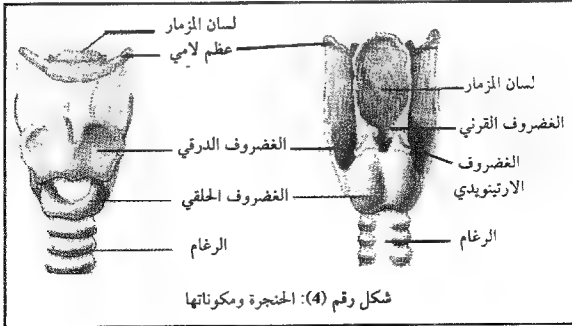 لسان المزمار
عظم لامي
الغضروف الدرقي
الغضروف الحلقي
الرغام
لسان المزمار
الغضروف القرني
الغضروف
الارتينويدي
الرغام
شكل رقم (4): الحنجرة ومكوناتها